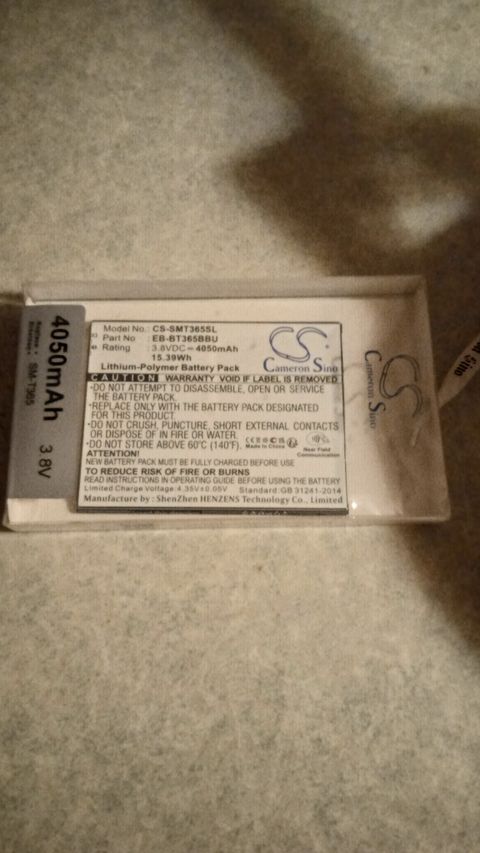 4050mAh
3.8V
SM-T365
Model No: CS-SMT365SL
Part No : EB-BT365BBU
Rating : 3.8VDC⎓4050mAh
15.39Wh
Lithium-Polymer Battery Pack
CS
Cameron Sino
CAUTION WARRANTY VOID IF LABEL IS REMOVED
•DO NOT ATTEMPT TO DISASSEMBLE, OPEN OR SERVICE
THE BATTERY PACK.
•REPLACE ONLY WITH THE BATTERY PACK DESIGNATED
FOR THIS PRODUCT.
•DO NOT CRUSH, PUNCTURE, SHORT EXTERNAL CONTACTS
OR DISPOSE OF IN FIRE OR WATER.
•DO NOT STORE ABOVE 60°C (140°F).
Made In China
Near Field
Communication
ATTENTION!
NEW BATTERY PACK MUST BE FULLY CHARGED BEFORE USE
TO REDUCE RISK OF FIRE OR BURNS
READ INSTRUCTIONS IN OPERATING GUIDE BEFORE USING BATTERY
Limited Charge Voltage:4.35V±0.05V Standard:GB 31241-2014
Manufacture by : ShenZhen HENZENS Technology Co., Limited
CS
Cameron Sino
Sino